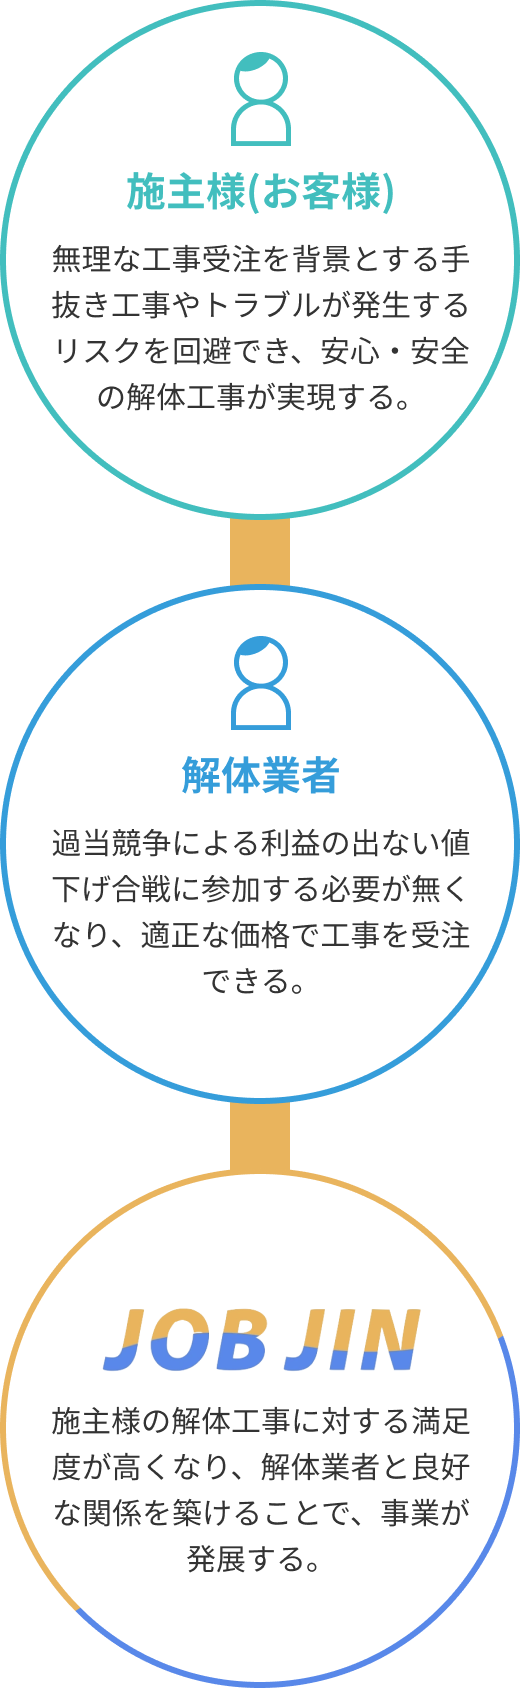 施主様(お客様)
無理な工事受注を背景とする手
抜き工事やトラブルが発生する
リスクを回避でき、安心・安全
の解体工事が実現する。
解体業者
過当競争による利益の出ない値
下げ合戦に参加する必要が無く
なり、適正な価格で工事を受注
できる。
JOB JIN
施主様の解体工事に対する満足
度が高くなり、解体業者と良好
な関係を築けることで、事業が
発展する。